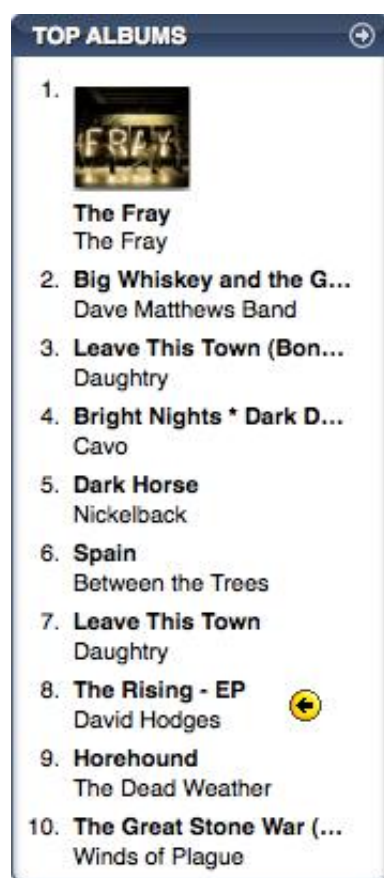 TOP ALBUMS
1.
FRAY
The Fray
The Fray
2. Big Whiskey and the G...
Dave Matthews Band
3. Leave This Town (Bon...
Daughtry
4. Bright Nights * Dark D...
Cavo
5. Dark Horse
Nickelback
6. Spain
Between the Trees
7. Leave This Town
Daughtry
8. The Rising - EP
David Hodges
9. Horehound
The Dead Weather
10. The Great Stone War (...
Winds of Plague